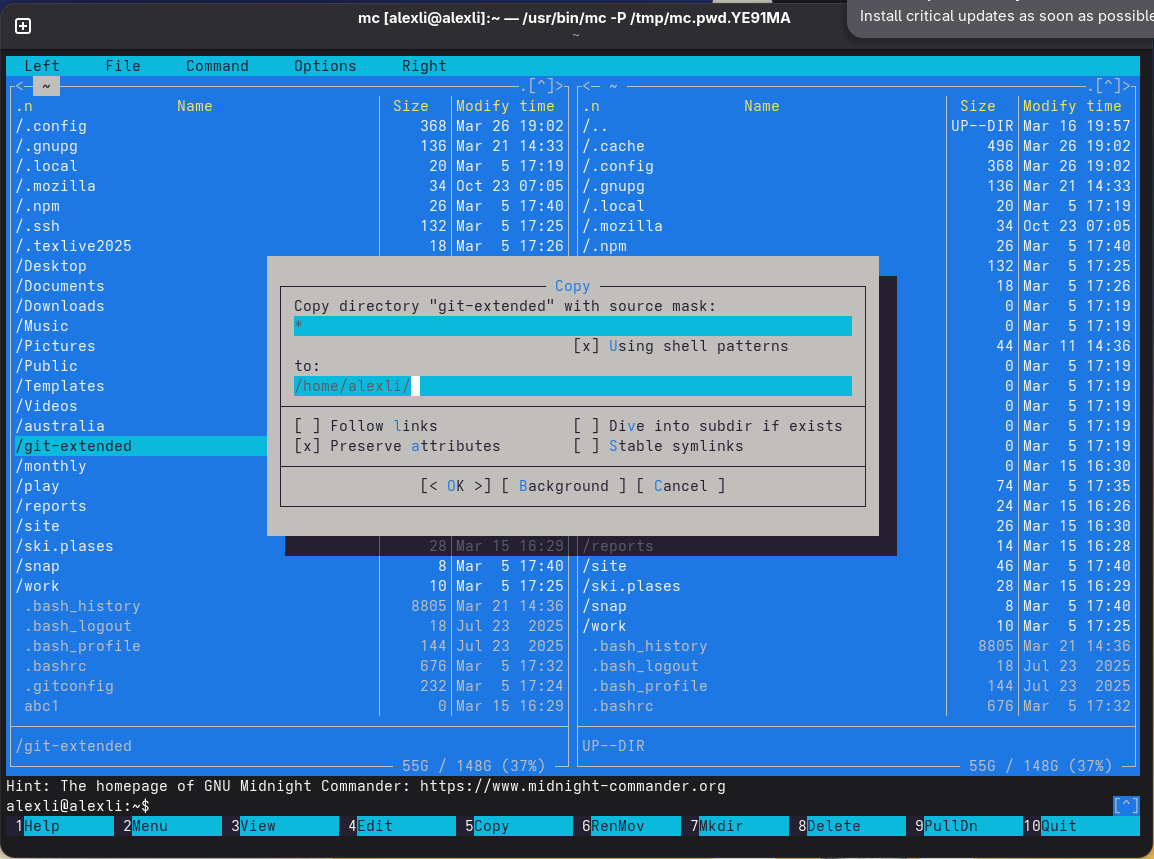 mc [alexli@alexli]:~ — /usr/bin/mc -P /tmp/mc.pwd.YE91MA
~
Install critical updates as soon as possible
Left File Command Options Right
<─ ~ .[^]> <─ ~ .[^]>
.n Name Size Modify time .n Name Size Modify time
/.config 368 Mar 26 19:02 /.. UP--DIR Mar 16 19:57
/.gnupg 136 Mar 21 14:33 /.cache 496 Mar 26 19:02
/.local 20 Mar 5 17:19 /.config 368 Mar 26 19:02
/.mozilla 34 Oct 23 07:05 /.gnupg 136 Mar 21 14:33
/.npm 26 Mar 5 17:40 /.local 20 Mar 5 17:19
/.ssh 132 Mar 5 17:25 /.mozilla 34 Oct 23 07:05
/.texlive2025 18 Mar 5 17:26 /.npm 26 Mar 5 17:40
/Desktop 132 Mar 5 17:25
/Documents Copy 18 Mar 5 17:26
/Downloads Copy directory "git-extended" with source mask: 0 Mar 5 17:19
/Music * 0 Mar 5 17:19
/Pictures [x] Using shell patterns 44 Mar 11 14:36
/Public to: 0 Mar 5 17:19
/Templates /home/alexli/ 0 Mar 5 17:19
/Videos 0 Mar 5 17:19
/australia [ ] Follow links [ ] Dive into subdir if exists 0 Mar 5 17:19
/git-extended [x] Preserve attributes [ ] Stable symlinks 0 Mar 5 17:19
/monthly 0 Mar 15 16:30
/play [< OK >] [ Background ] [ Cancel ] 74 Mar 5 17:35
/reports 24 Mar 15 16:26
/site 26 Mar 15 16:30
/ski.plases 28 Mar 15 16:29 /reports 14 Mar 15 16:28
/snap 8 Mar 5 17:40 /site 46 Mar 5 17:40
/work 10 Mar 5 17:25 /ski.plases 28 Mar 15 16:29
.bash_history 8805 Mar 21 14:36 /snap 8 Mar 5 17:40
.bash_logout 18 Jul 23 2025 /work 10 Mar 5 17:25
.bash_profile 144 Jul 23 2025 .bash_history 8805 Mar 21 14:36
.bashrc 676 Mar 5 17:32 .bash_logout 18 Jul 23 2025
.gitconfig 232 Mar 5 17:24 .bash_profile 144 Jul 23 2025
abc1 0 Mar 15 16:29 .bashrc 676 Mar 5 17:32
/git-extended UP--DIR
55G / 148G (37%) 55G / 148G (37%)
Hint: The homepage of GNU Midnight Commander: https://www.midnight-commander.org
alexli@alexli:~$ [^]
1Help 2Menu 3View 4Edit 5Copy 6RenMov 7Mkdir 8Delete 9PullDn 10Quit